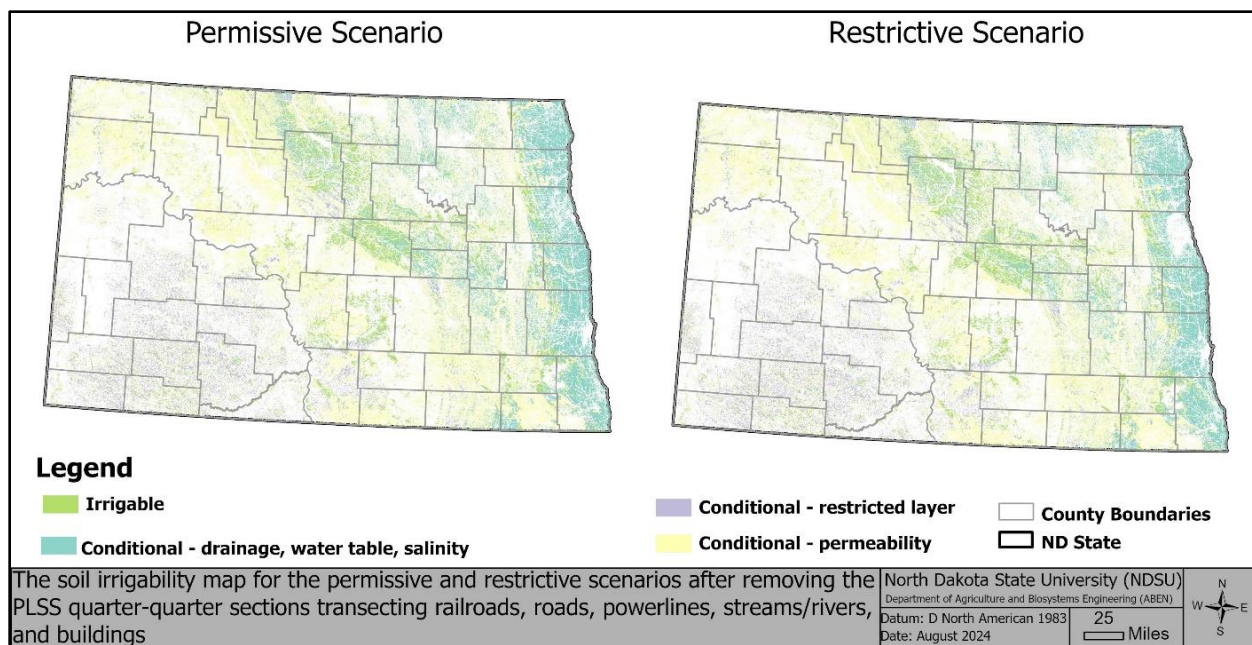 Permissive Scenario
Restrictive Scenario
Legend
Irrigable
Conditional - drainage, water table, salinity
Conditional - restricted layer
Conditional - permeability
County Boundaries
ND State
The soil irrigability map for the permissive and restrictive scenarios after removing the
PLSS quarter-quarter sections transecting railroads, roads, powerlines, streams/rivers,
and buildings
North Dakota State University (NDSU)
Department of Agriculture and Biosystems Engineering (ABEN)
Datum: D North American 1983
Date: August 2024
25
Miles
N
W
E
S